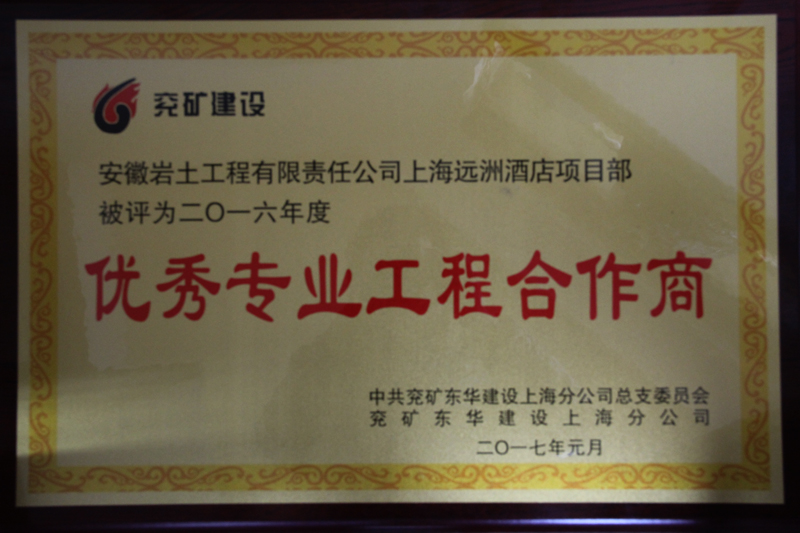 兖矿建设
安徽岩土工程有限责任公司上海远洲酒店项目部
被评为二〇一六年度
优秀专业工程合作商
中共兖矿东华建设上海分公司总支委员会
兖矿东华建设上海分公司
二〇一七年元月